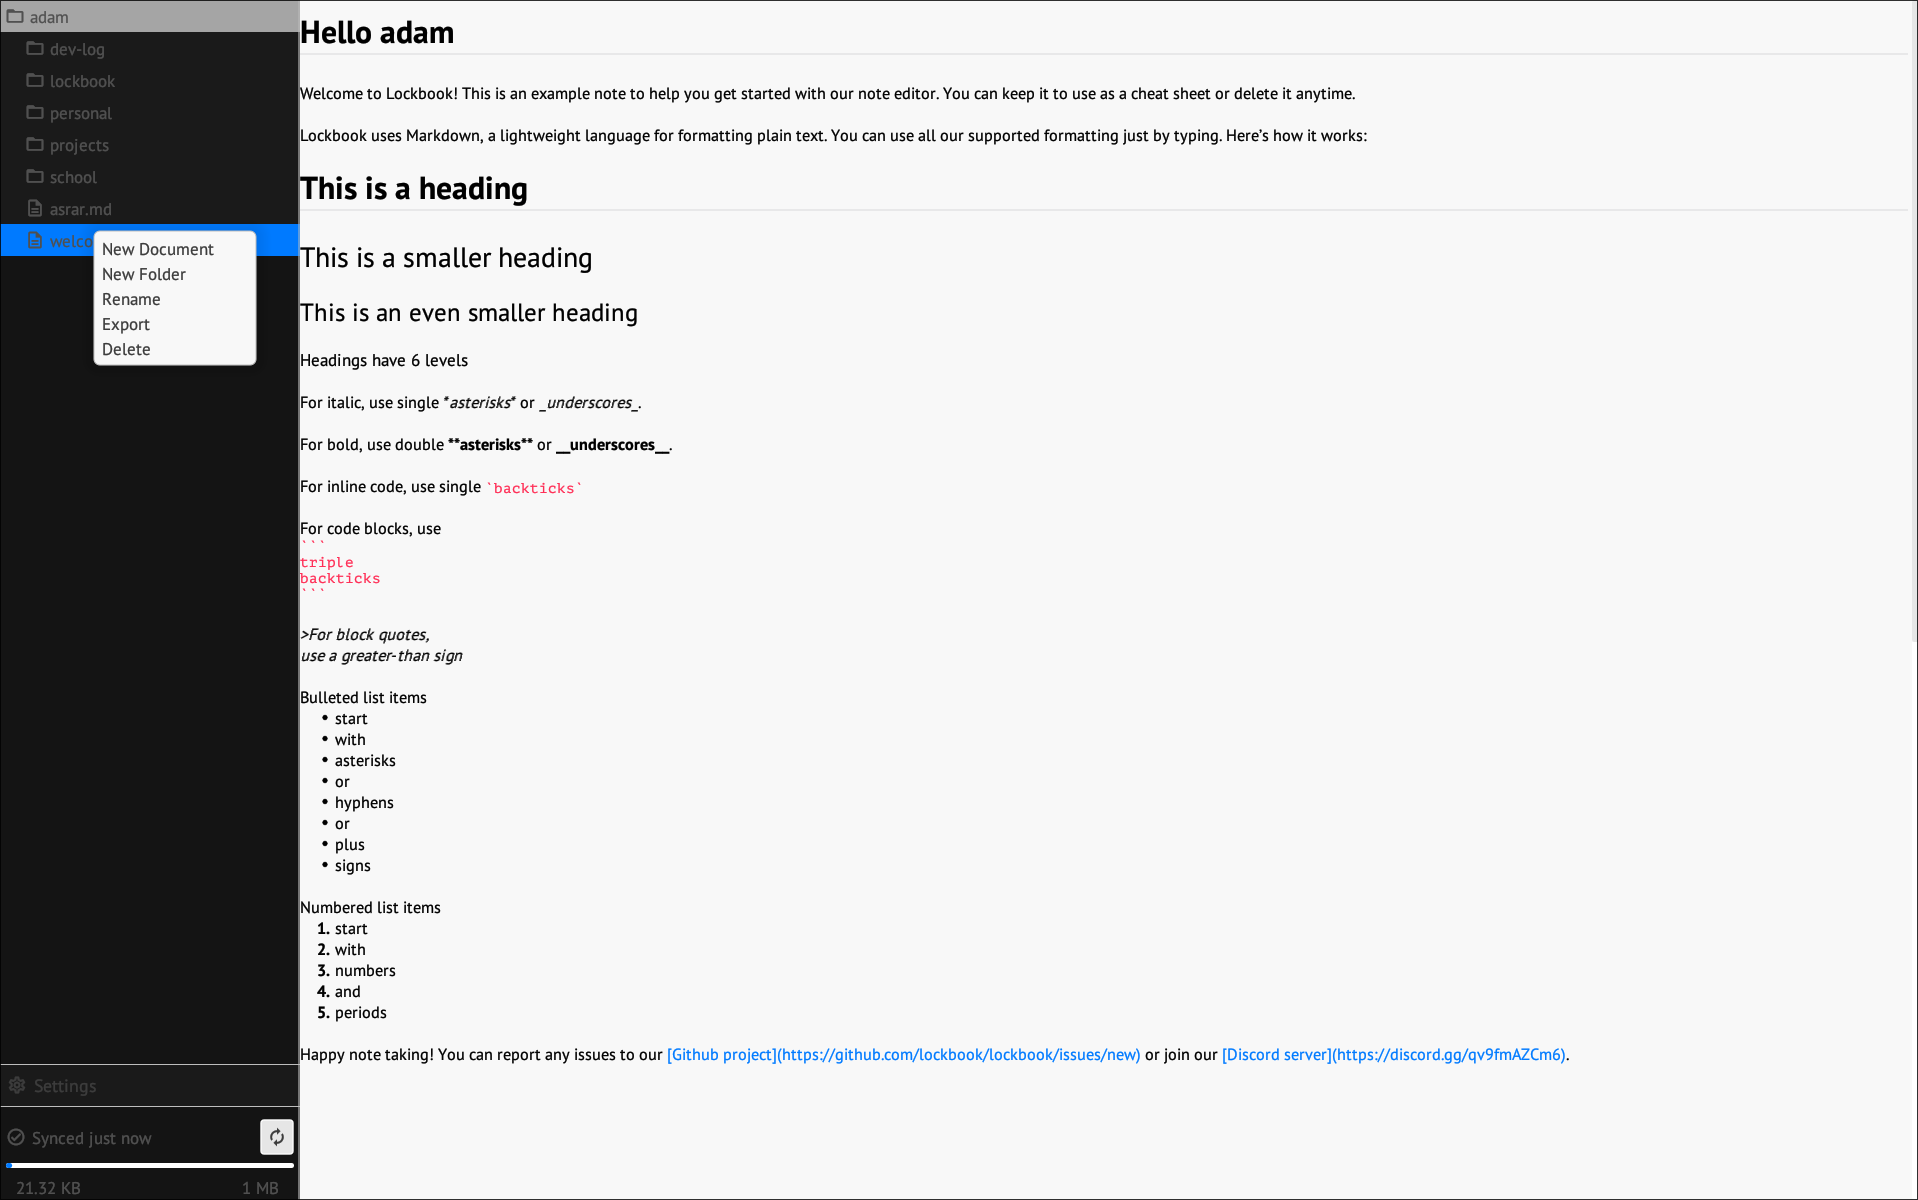 adam
dev-log
lockbook
personal
projects
school
asrar.md
New Document
New Folder
Rename
Export
Delete
Settings
Synced just now
21.32 KB
1 MB
Hello adam
Welcome to Lockbook! This is an example note to help you get started with our note editor. You can keep it to use as a cheat sheet or delete it anytime.
Lockbook uses Markdown, a lightweight language for formatting plain text. You can use all our supported formatting just by typing. Here's how it works:
This is a heading
This is a smaller heading
This is an even smaller heading
Headings have 6 levels
For italic, use single *asterisks* or _underscores_.
For bold, use double **asterisks** or __underscores__.
For inline code, use single `backticks`
For code blocks, use
```
triple
backticks
```
>For block quotes,
use a greater-than sign
Bulleted list items
• start
• with
• asterisks
• or
• hyphens
• or
• plus
• signs
Numbered list items
1. start
2. with
3. numbers
4. and
5. periods
Happy note taking! You can report any issues to our [Github project](https://github.com/lockbook/lockbook/issues/new) or join our [Discord server](https://discord.gg/qv9fmAZCm6).